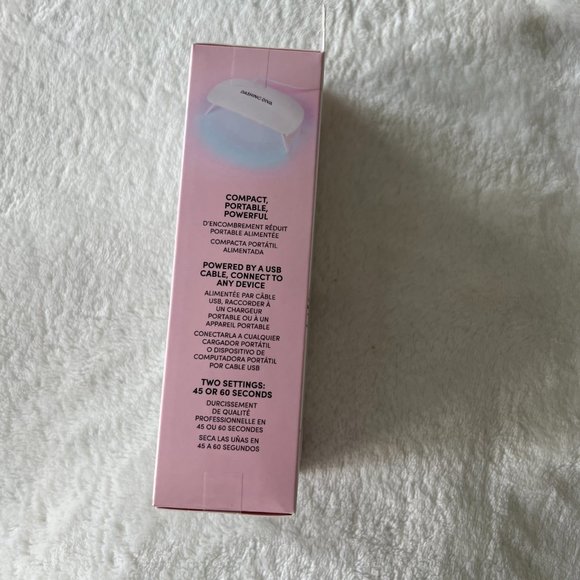 DASHING DIVA
COMPACT,
PORTABLE,
POWERFUL
D'ENCOMBREMENT RÉDUIT
PORTABLE ALIMENTÉE
COMPACTA PORTÁTIL
ALIMENTADA
POWERED BY A USB
CABLE, CONNECT TO
ANY DEVICE
ALIMENTÉE PAR CÂBLE
USB, RACCORDER À
UN CHARGEUR
PORTABLE OU À UN
APPAREIL PORTABLE
CONECTARLA A CUALQUIER
CARGADOR PORTÁTIL
O DISPOSITIVO DE
COMPUTADORA PORTÁTIL
POR CABLE USB
TWO SETTINGS:
45 OR 60 SECONDS
DURCISSEMENT
DE QUALITÉ
PROFESSIONNELLE EN
45 OU 60 SECONDES
SECA LAS UÑAS EN
45 A 60 SEGUNDOS